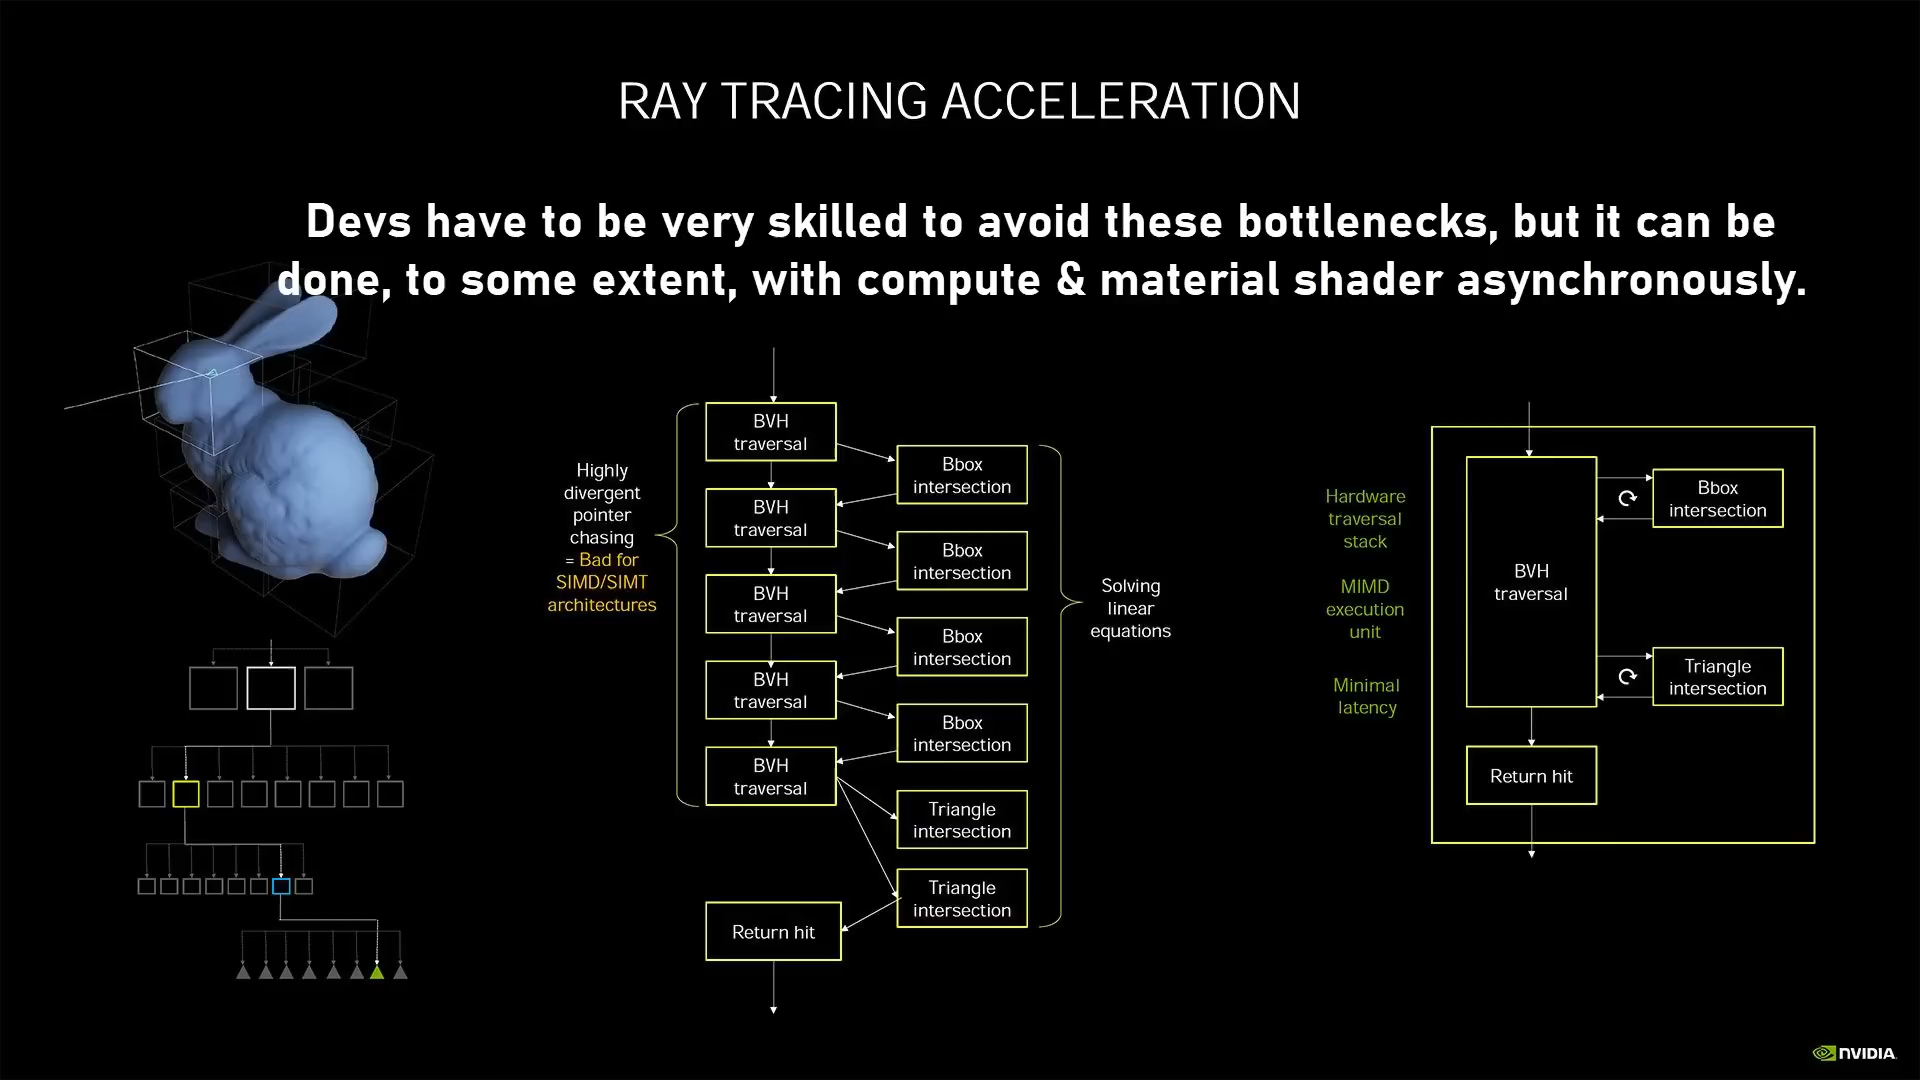 RAY TRACING ACCELERATION
Devs have to be very skilled to avoid these bottlenecks, but it can be
done, to some extent, with compute & material shader asynchronously.
Highly
divergent
pointer
chasing
= Bad for
SIMD/SIMT
architectures
BVH
traversal
Bbox
intersection
BVH
traversal
Bbox
intersection
BVH
traversal
Bbox
intersection
BVH
traversal
Bbox
intersection
BVH
traversal
Triangle
intersection
Triangle
intersection
Return hit
Solving
linear
equations
Hardware
traversal
stack
MIMD
execution
unit
Minimal
latency
BVH
traversal
Bbox
intersection
Triangle
intersection
Return hit
NVIDIA